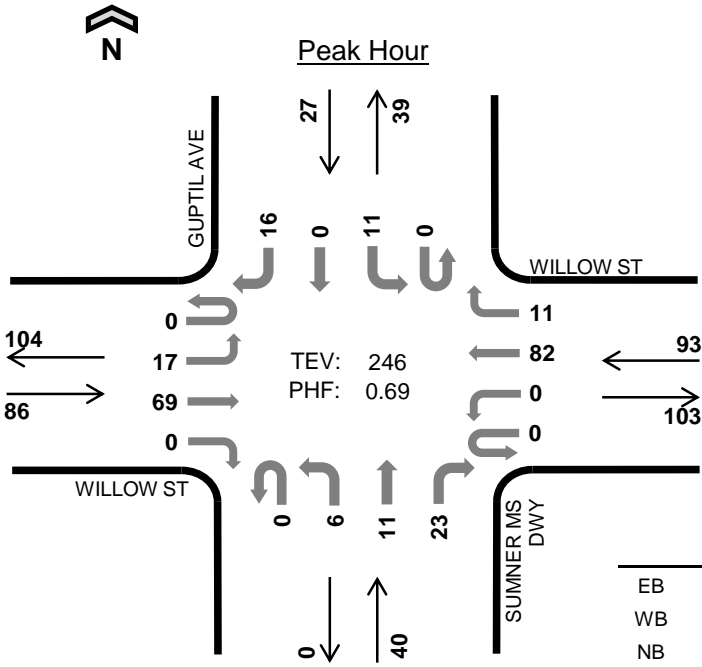 N
Peak Hour
27
39
GUPTIL AVE
16
0
11
0
WILLOW ST
0
11
104
17
TEV: 246
82
93
86
69
PHF: 0.69
0
103
0
0
WILLOW ST
0
6
11
23
SUMNER MS
DWY
0
40
EB
WB
NB